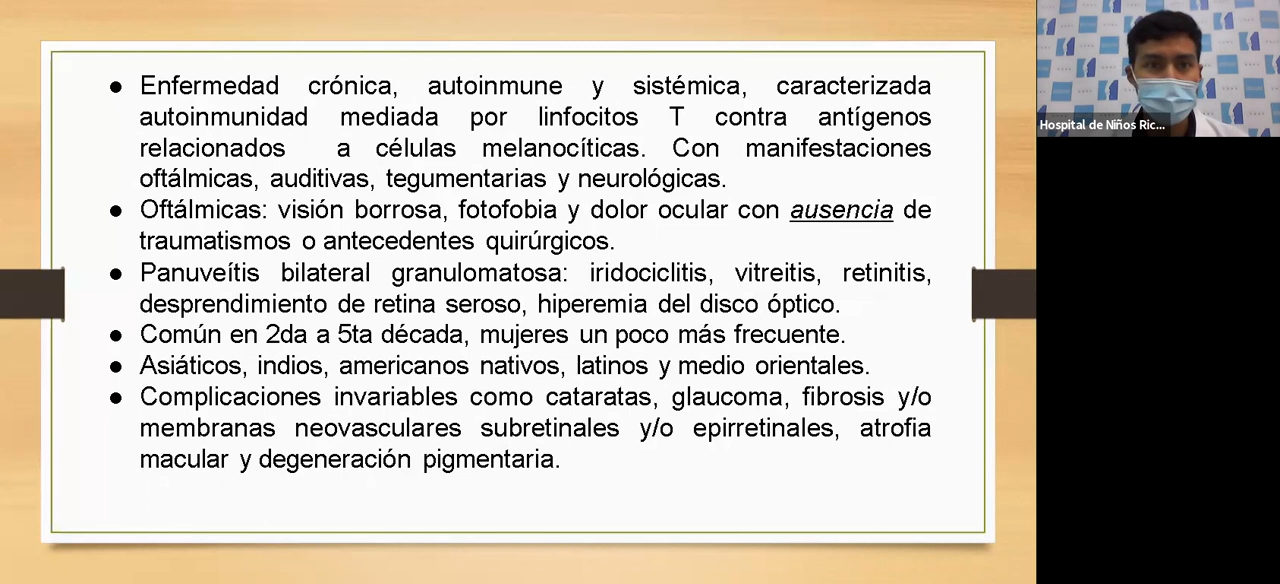 ● Enfermedad crónica, autoinmune y sistémica, caracterizada
autoinmunidad mediada por linfocitos T contra antígenos
relacionados a células melanocíticas. Con manifestaciones
oftálmicas, auditivas, tegumentarias y neurológicas.
● Oftálmicas: visión borrosa, fotofobia y dolor ocular con ausencia de
traumatismos o antecedentes quirúrgicos.
● Panuveítis bilateral granulomatosa: iridociclitis, vitreitis, retinitis,
desprendimiento de retina seroso, hiperemia del disco óptico.
● Común en 2da a 5ta década, mujeres un poco más frecuente.
● Asiáticos, indios, americanos nativos, latinos y medio orientales.
● Complicaciones invariables como cataratas, glaucoma, fibrosis y/o
membranas neovasculares subretinales y/o epirretinales, atrofia
macular y degeneración pigmentaria.
Hospital de Niños Ric...